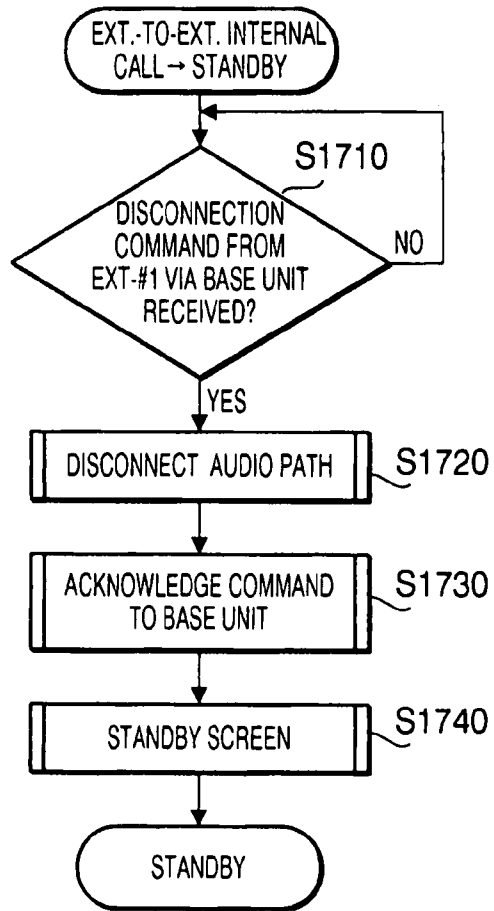 EXT.-TO-EXT. INTERNAL
CALL → STANDBY
S1710
DISCONNECTION
COMMAND FROM
EXT-#1 VIA BASE UNIT
RECEIVED?
NO
YES
DISCONNECT AUDIO PATH
S1720
ACKNOWLEDGE COMMAND
TO BASE UNIT
S1730
STANDBY SCREEN
S1740
STANDBY